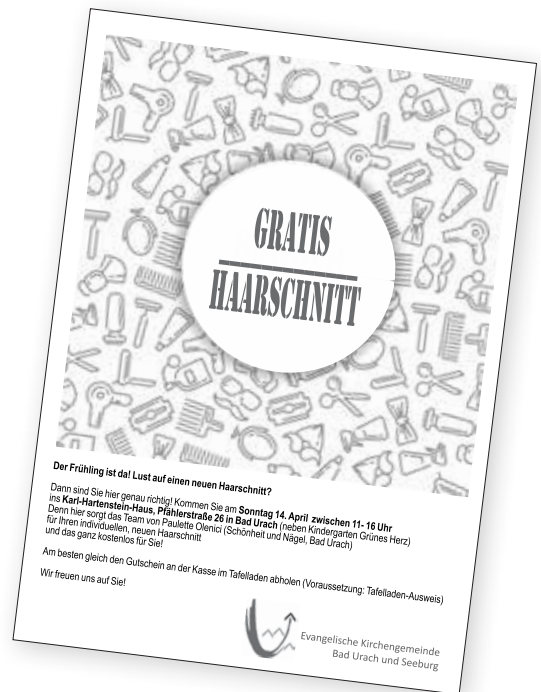 GRATIS
HAARSCHNITT
Der Frühling ist da! Lust auf einen neuen Haarschnitt?
Dann sind Sie hier genau richtig! Kommen Sie am Sonntag 14. April zwischen 11- 16 Uhr
ins Karl-Hartenstein-Haus, Pfählerstraße 26 in Bad Urach (neben Kindergarten Grünes Herz)
Denn hier sorgt das Team von Paulette Olenici (Schönheit und Nägel, Bad Urach)
für Ihren individuellen, neuen Haarschnitt
und das ganz kostenlos für Sie!
Am besten gleich den Gutschein an der Kasse im Tafelladen abholen (Voraussetzung: Tafelladen-Ausweis)
Wir freuen uns auf Sie!
Evangelische Kirchengemeinde
Bad Urach und Seeburg